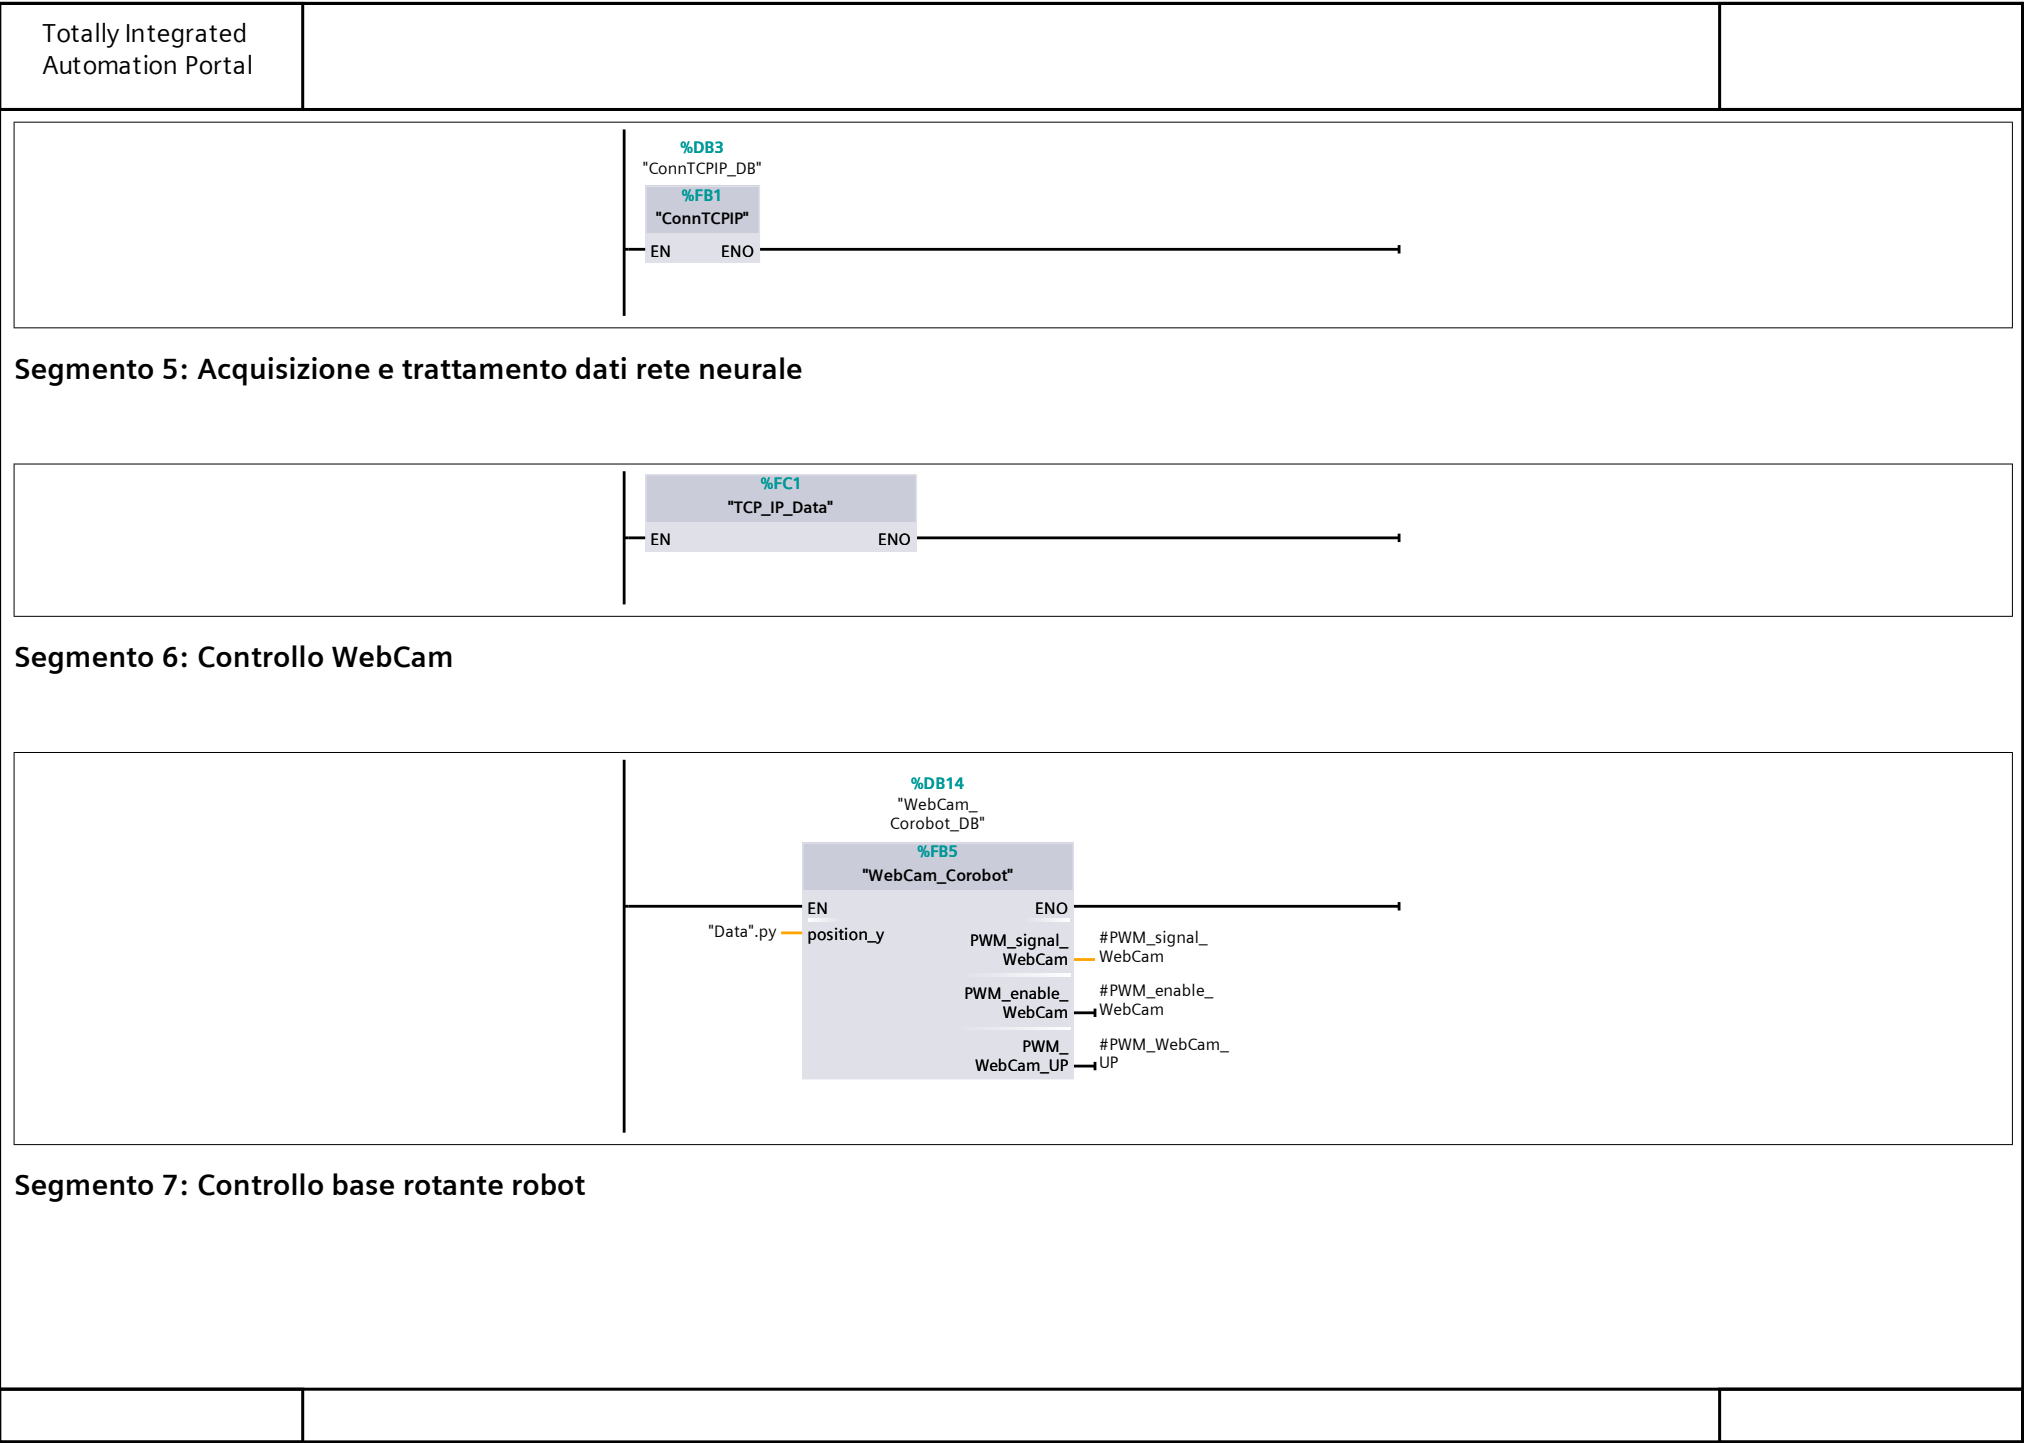 Totally Integrated
Automation Portal
%DB3
"ConnTCPIP_DB"
%FB1
"ConnTCPIP"
EN ENO
Segmento 5: Acquisizione e trattamento dati rete neurale
%FC1
"TCP_IP_Data"
EN ENO
Segmento 6: Controllo WebCam
%DB14
"WebCam_
Corobot_DB"
%FB5
"WebCam_Corobot"
EN ENO
"Data".py position_y
PWM_signal_ #PWM_signal_
WebCam WebCam
PWM_enable_ #PWM_enable_
WebCam WebCam
PWM_ #PWM_WebCam_
WebCam_UP UP
Segmento 7: Controllo base rotante robot